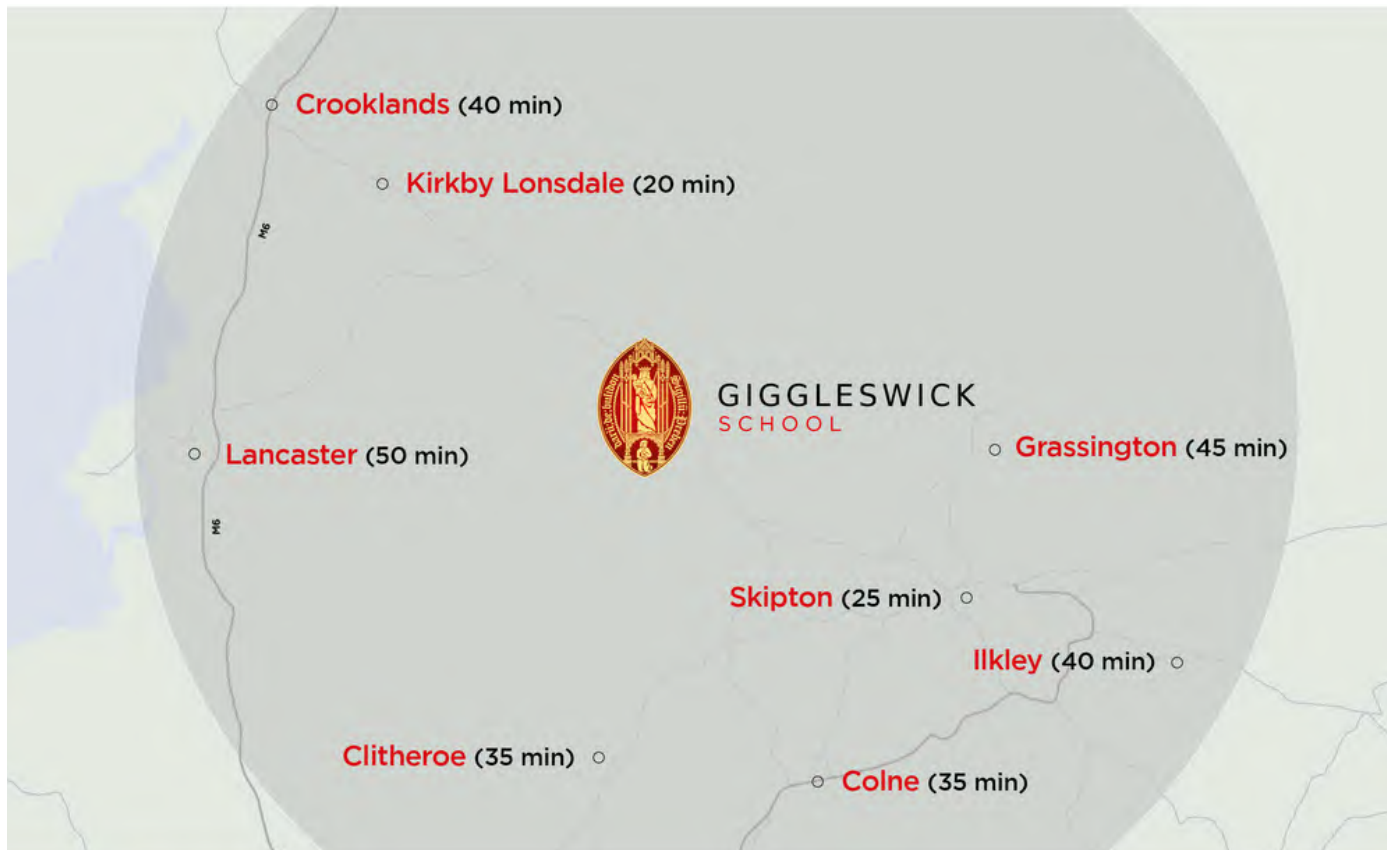 Crooklands (40 min)
Kirkby Lonsdale (20 min)
M6
GIGGLESWICK
SCHOOL
Lancaster (50 min)
Grassington (45 min)
M6
Skipton (25 min)
Ilkley (40 min)
Clitheroe (35 min)
Colne (35 min)